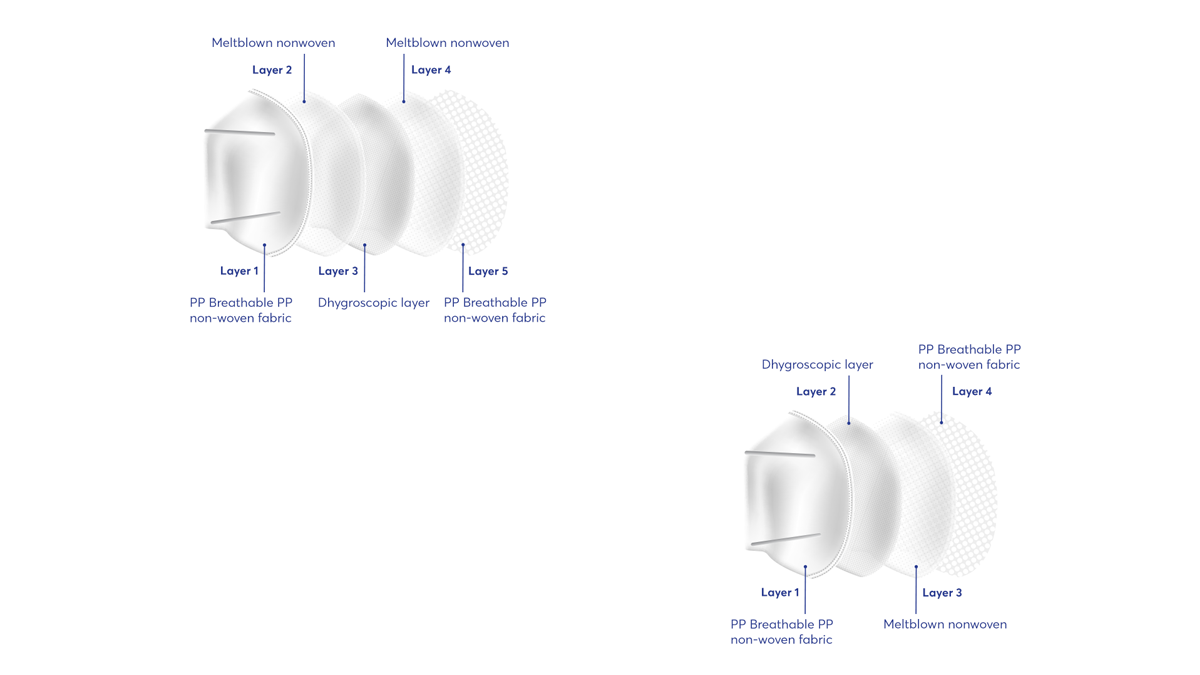 Meltblown nonwoven
Meltblown nonwoven
Layer 2
Layer 4
Layer 1
Layer 3
Layer 5
PP Breathable PP
non-woven fabric
Dhygroscopic layer
PP Breathable PP
non-woven fabric
PP Breathable PP
non-woven fabric
Dhygroscopic layer
Layer 2
Layer 4
Layer 1
Layer 3
PP Breathable PP
non-woven fabric
Meltblown nonwoven